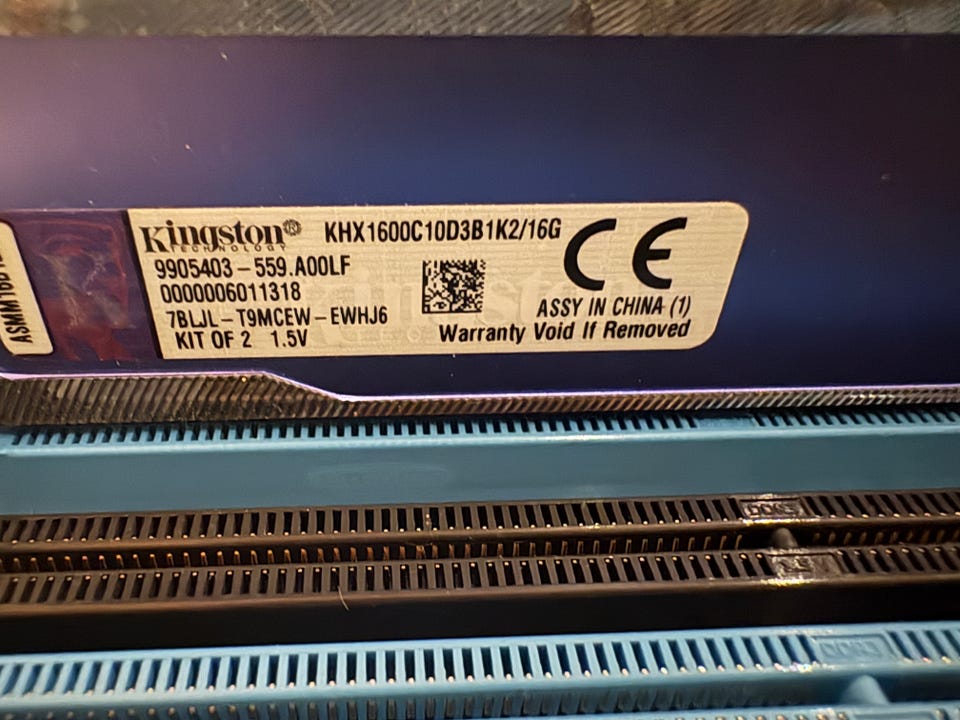 Kingston® KHX1600C10D3B1K2/16G
TECHNOLOGY
9905403-559.A00LF
0000006011318
7BLJL-T9MCEW-EWHJ6
KIT OF 2 1.5V
CE
ASSY IN CHINA (1)
Warranty Void If Removed